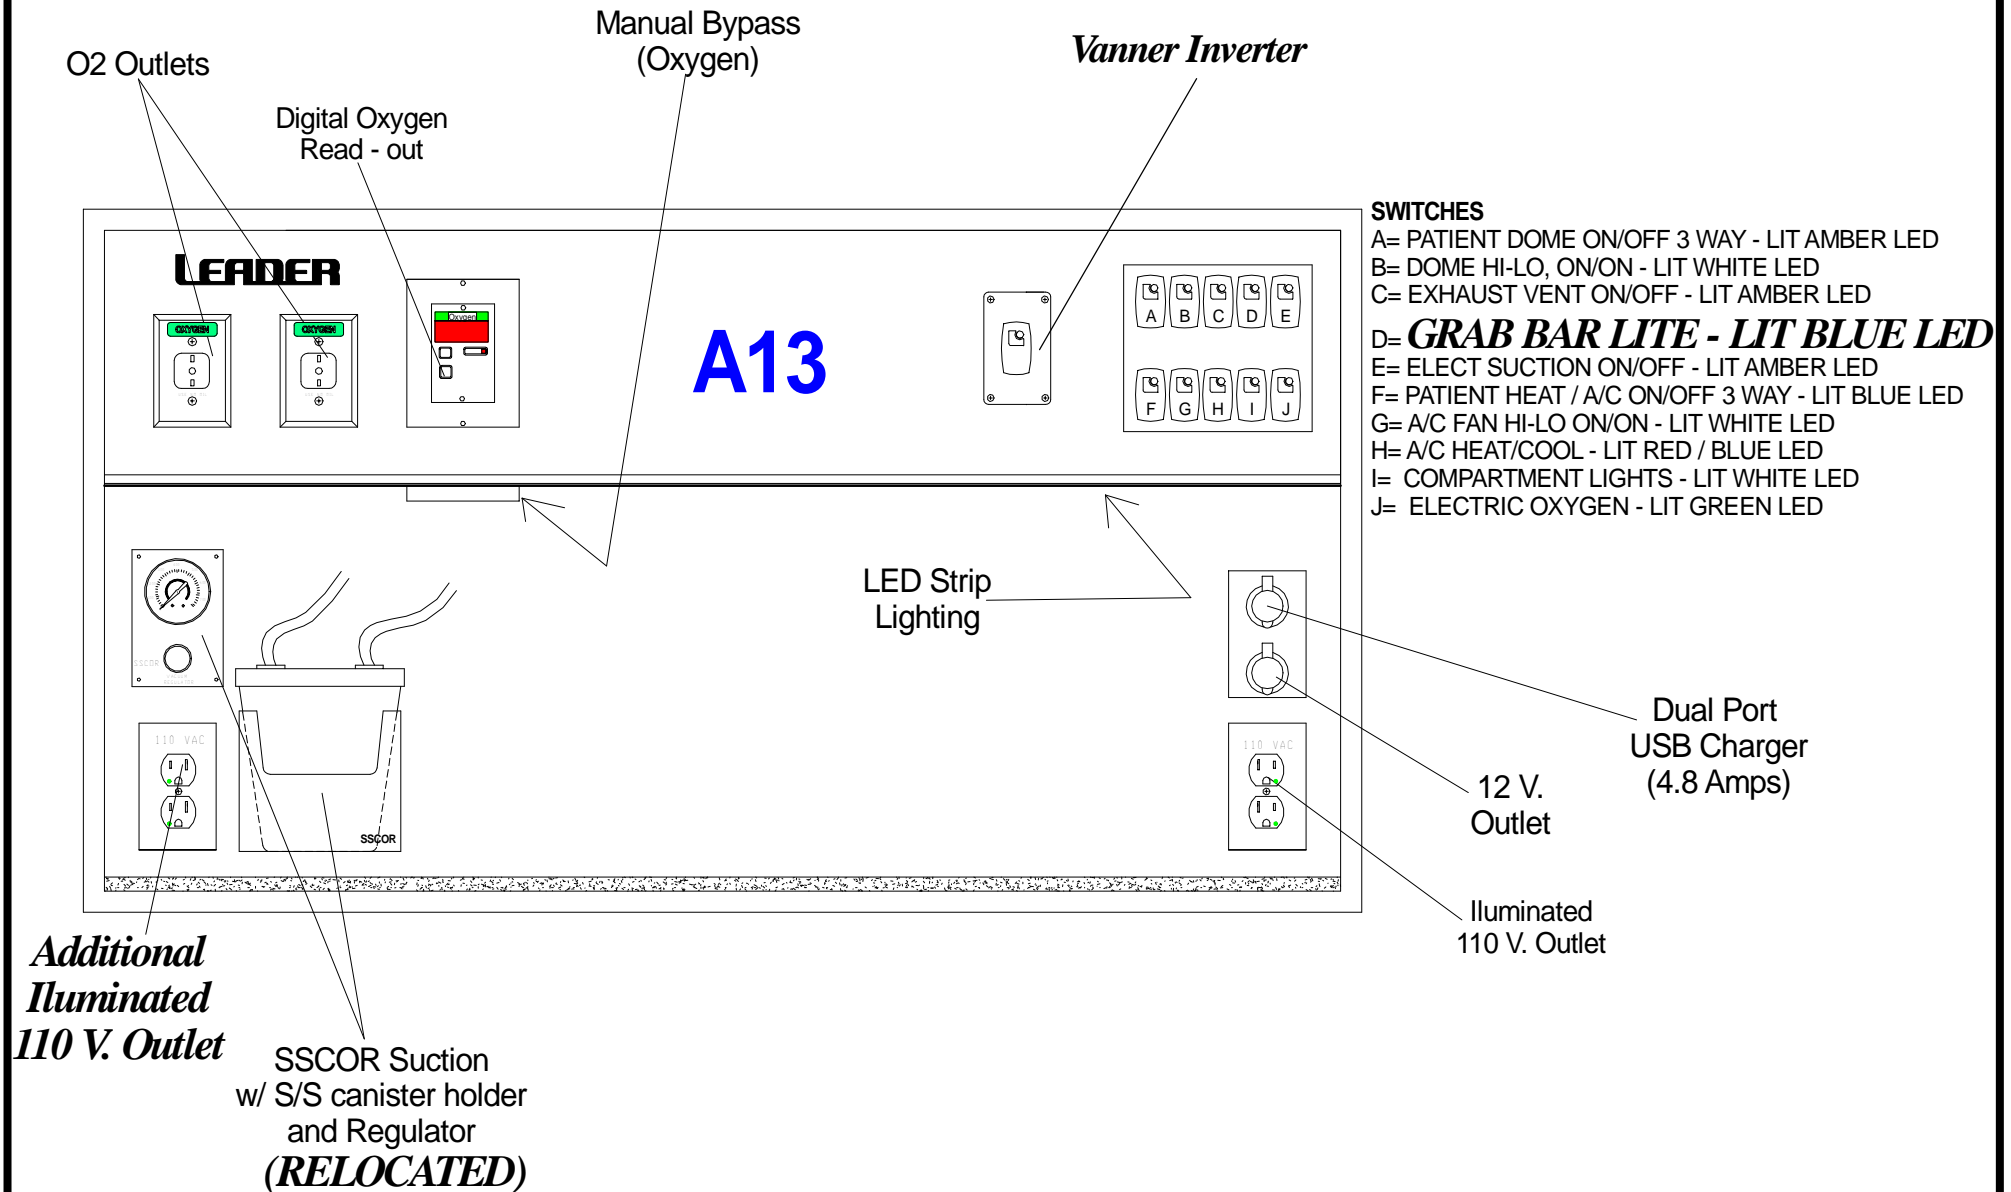 Manual Bypass
(Oxygen)
Vanner Inverter
O2 Outlets
Digital Oxygen
Read - out
SWITCHES
A= PATIENT DOME ON/OFF 3 WAY - LIT AMBER LED
B= DOME HI-LO, ON/ON - LIT WHITE LED
C= EXHAUST VENT ON/OFF - LIT AMBER LED
D= GRAB BAR LITE - LIT BLUE LED
E= ELECT SUCTION ON/OFF - LIT AMBER LED
F= PATIENT HEAT / A/C ON/OFF 3 WAY - LIT BLUE LED
G= A/C FAN HI-LO ON/ON - LIT WHITE LED
H= A/C HEAT/COOL - LIT RED / BLUE LED
I= COMPARTMENT LIGHTS - LIT WHITE LED
J= ELECTRIC OXYGEN - LIT GREEN LED
LEADER
OXYGEN
OXYGEN
Oxygen
A13
A B C D E
F G H I J
LED Strip
Lighting
SSCOR
VACUUM
REGULATOR
110 VAC
SSCOR
110 VAC
Dual Port
USB Charger
(4.8 Amps)
12 V.
Outlet
Iluminated
110 V. Outlet
Additional
Iluminated
110 V. Outlet
SSCOR Suction
w/ S/S canister holder
and Regulator
(RELOCATED)